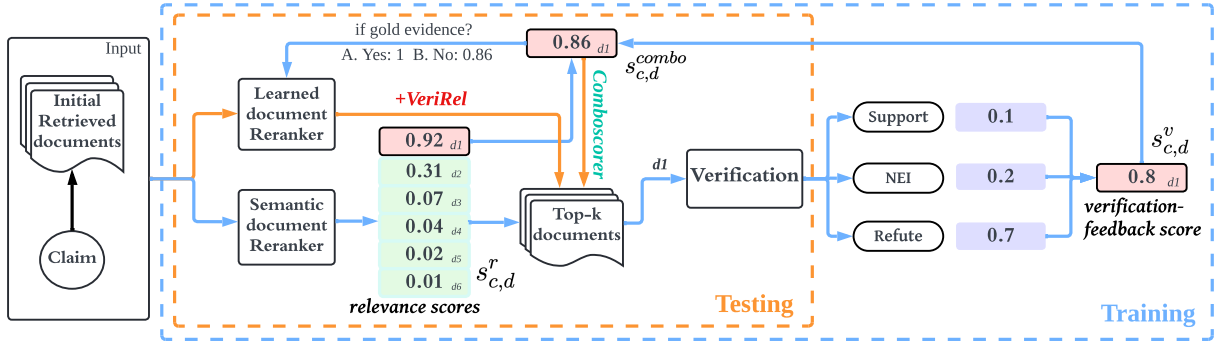 Input
Initial
Retrieved
documents
Claim
if gold evidence?
A. Yes: 1 B. No: 0.86
0.86 d1
s_{c,d}^{combo}
Learned
document
Reranker
+VeriRel
Comboscorer
0.92 d1
0.31 d2
0.07 d3
0.04 d4
0.02 d5
0.01 d6
s_{c,d}^{r}
relevance scores
Semantic
document
Reranker
Top-k
documents
d1
Verification
Testing
Support
0.1
NEI
0.2
Refute
0.7
s_{c,d}^{v}
0.8 d1
verification-
feedback score
Training